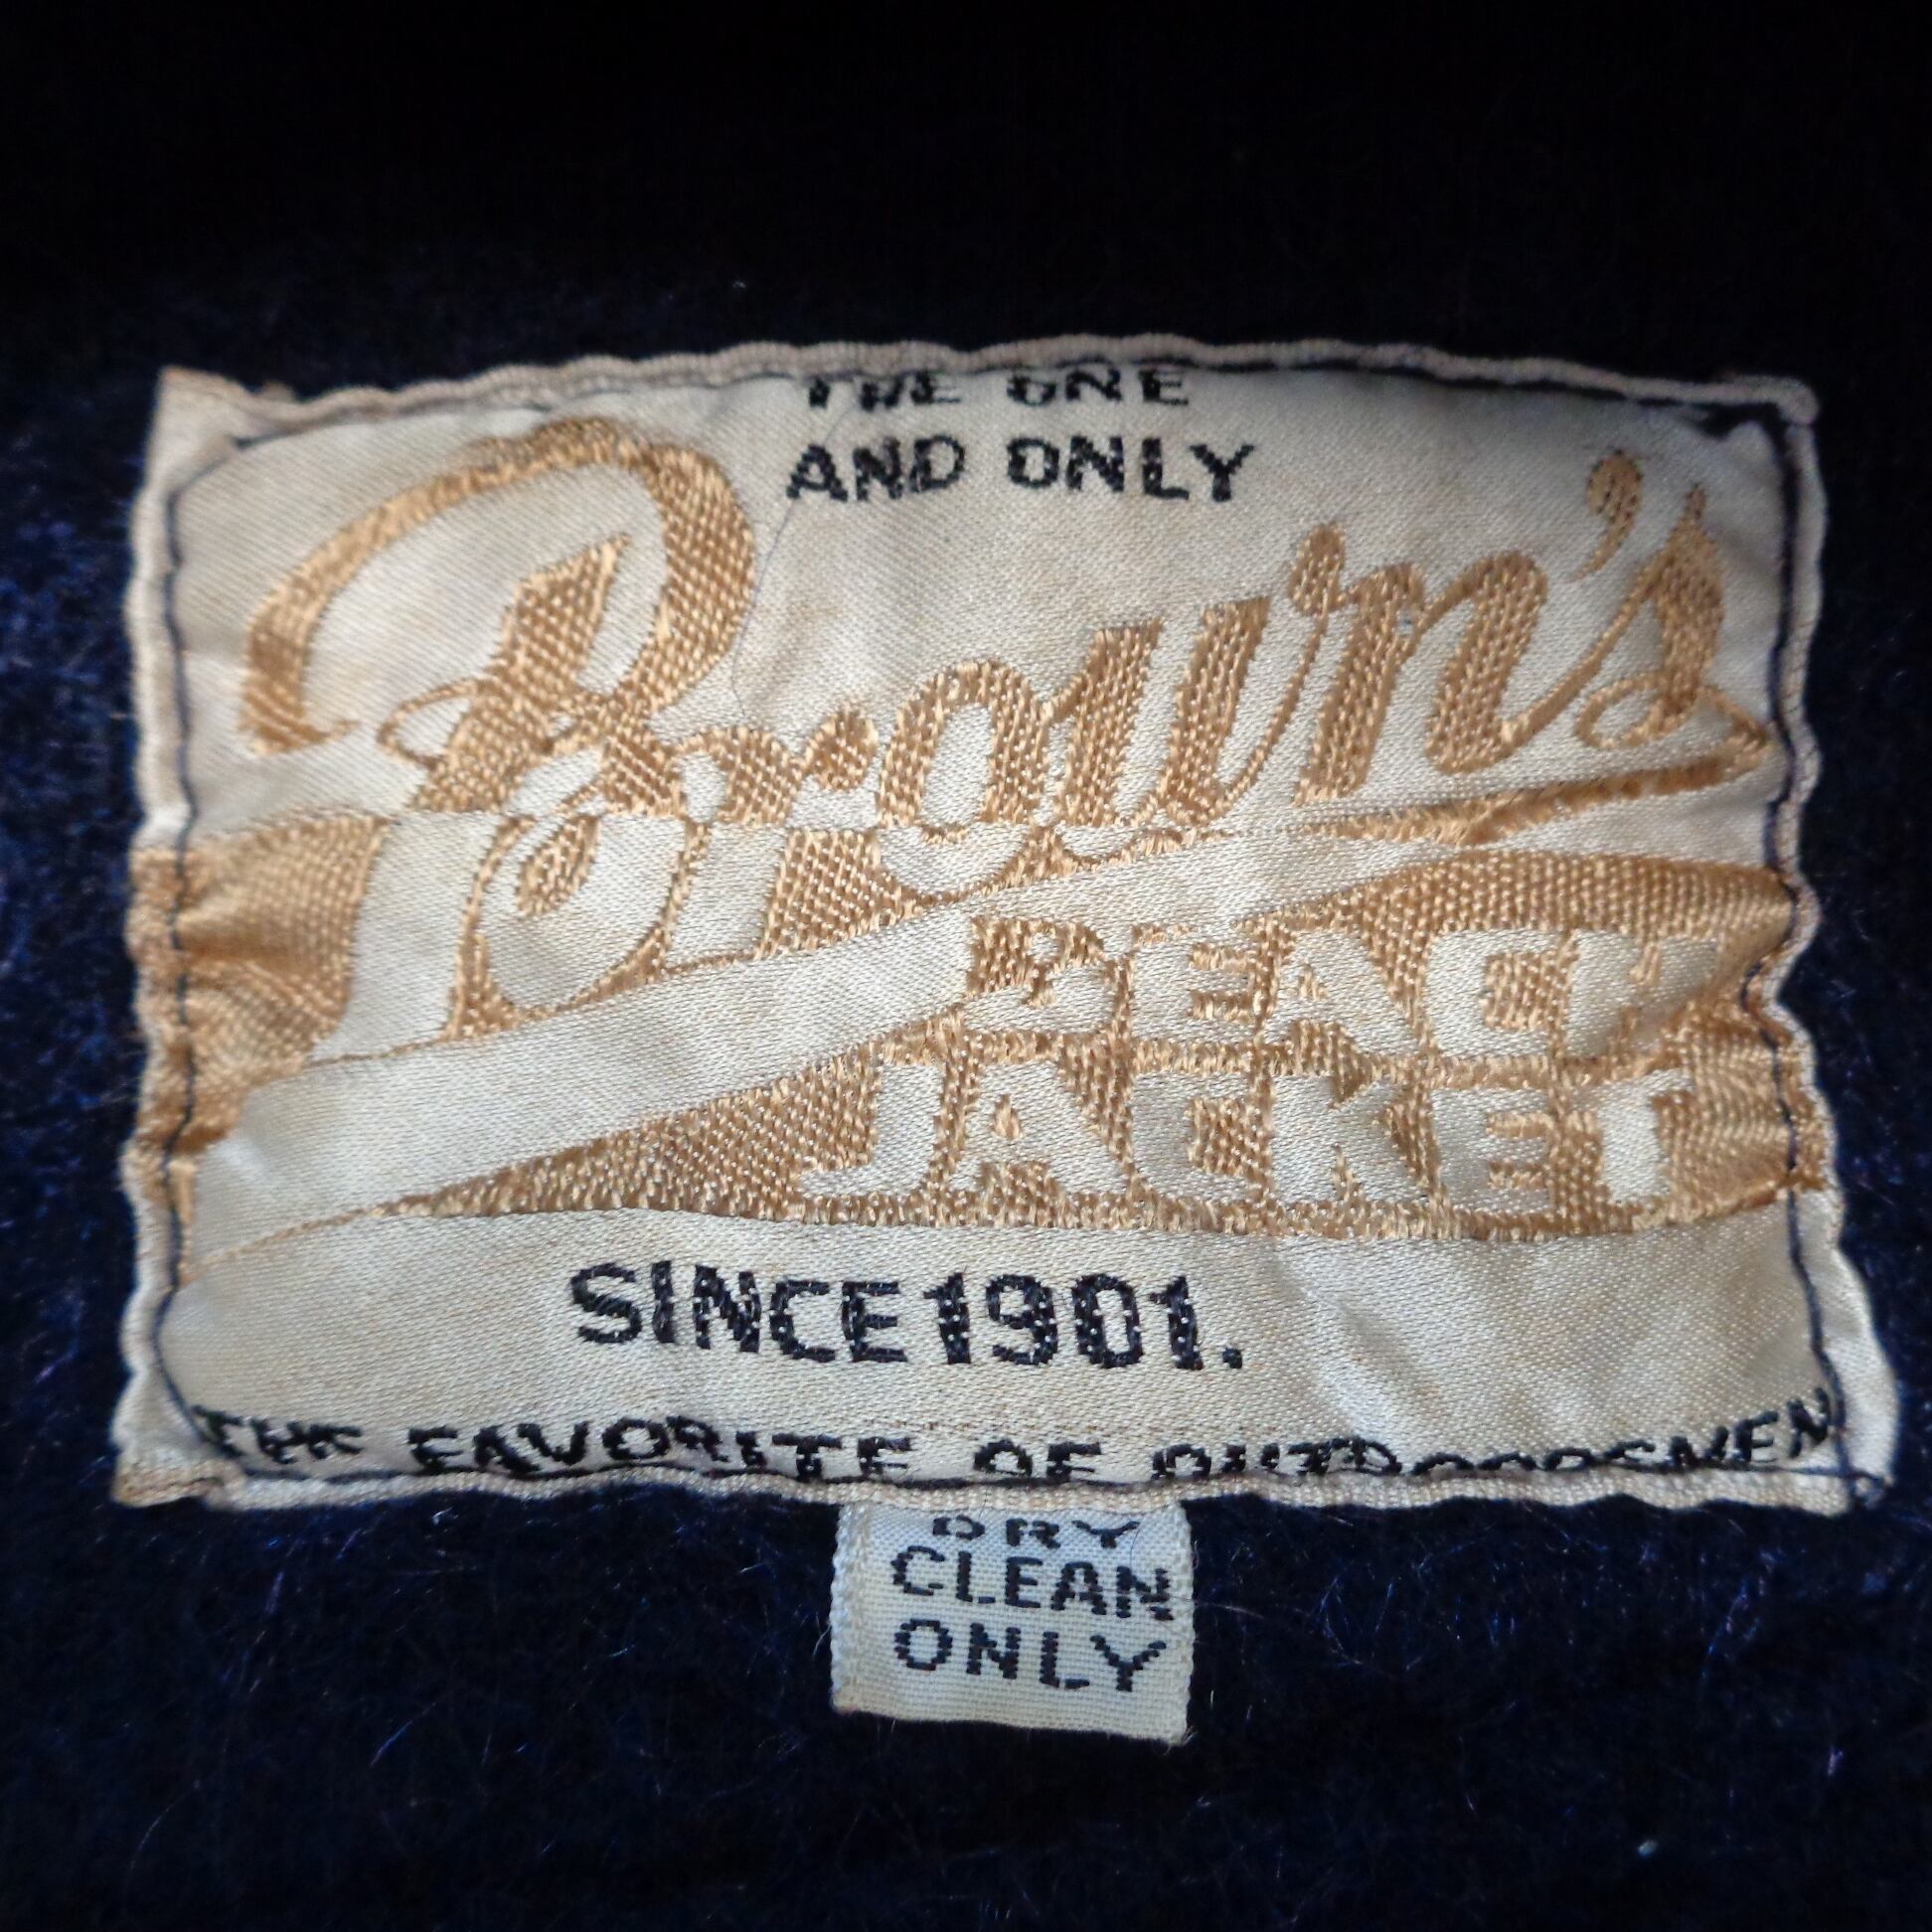 THE ONE
AND ONLY
Brown's
BEACH
JACKET
SINCE 1901.
THE FAVORITE OF OUTDOORSMEN
DRY
CLEAN
ONLY